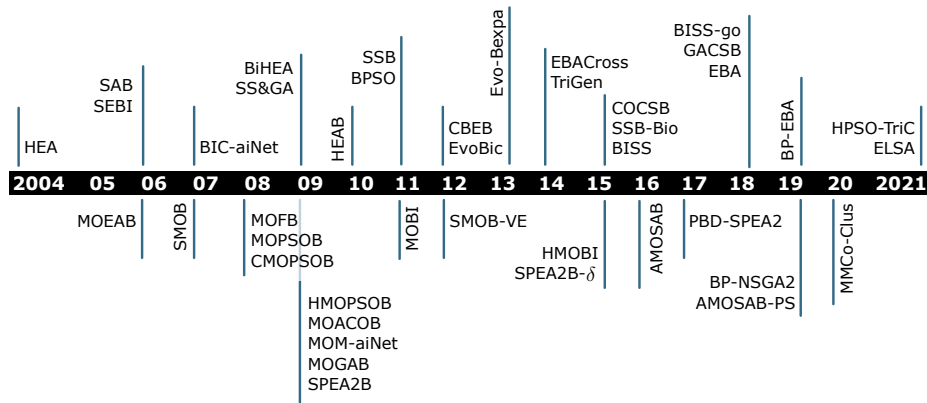 SAB
SEBI
HEA
BIC-aiNet
BiHEA
SS&GA
HEAB
SSB
BPSO
CBEB
EvoBic
Evo-Bexpa
EBACross
TriGen
COCSB
SSB-Bio
BISS
BISS-go
GACSB
EBA
BP-EBA
HPSO-TriC
ELSA
2004 05 06 07 08 09 10 11 12 13 14 15 16 17 18 19 20 2021
MOEAB
SMOB
MOFB
MOPSOB
CMOPSOB
HMOPSOB
MOACOB
MOM-aiNet
MOGAB
SPEA2B
MOBI
SMOB-VE
HMOBI
SPEA2B-δ
AMOSAB
PBD-SPEA2
BP-NSGA2
AMOSAB-PS
MMCo-Clus